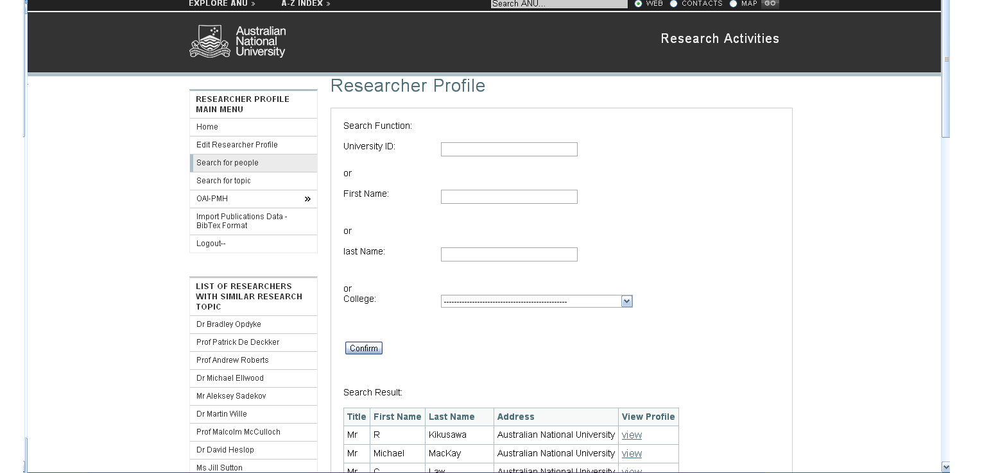 EXPLORE ANU »
A-Z INDEX »
Search ANU...
WEB
CONTACTS
MAP
GO
Australian
National
University
Research Activities
Researcher Profile
RESEARCHER PROFILE
MAIN MENU
Home
Edit Researcher Profile
Search for people
Search for topic
OAI-PMH »
Import Publications Data -
BibTex Format
Logout--
LIST OF RESEARCHERS
WITH SIMILAR RESEARCH
TOPIC
Dr Bradley Opdyke
Prof Patrick De Deckker
Prof Andrew Roberts
Dr Michael Ellwood
Mr Aleksey Sadekov
Dr Martin Wille
Prof Malcolm McCulloch
Dr David Heslop
Ms Jill Sutton
Search Function:
University ID:
or
First Name:
or
last Name:
or
College:
------------------------------------------------
Confirm
Search Result:
Title First Name Last Name Address View Profile
Mr R Kikusawa Australian National University view
Mr Michael MacKay Australian National University view
Mr C Law Australian National University view